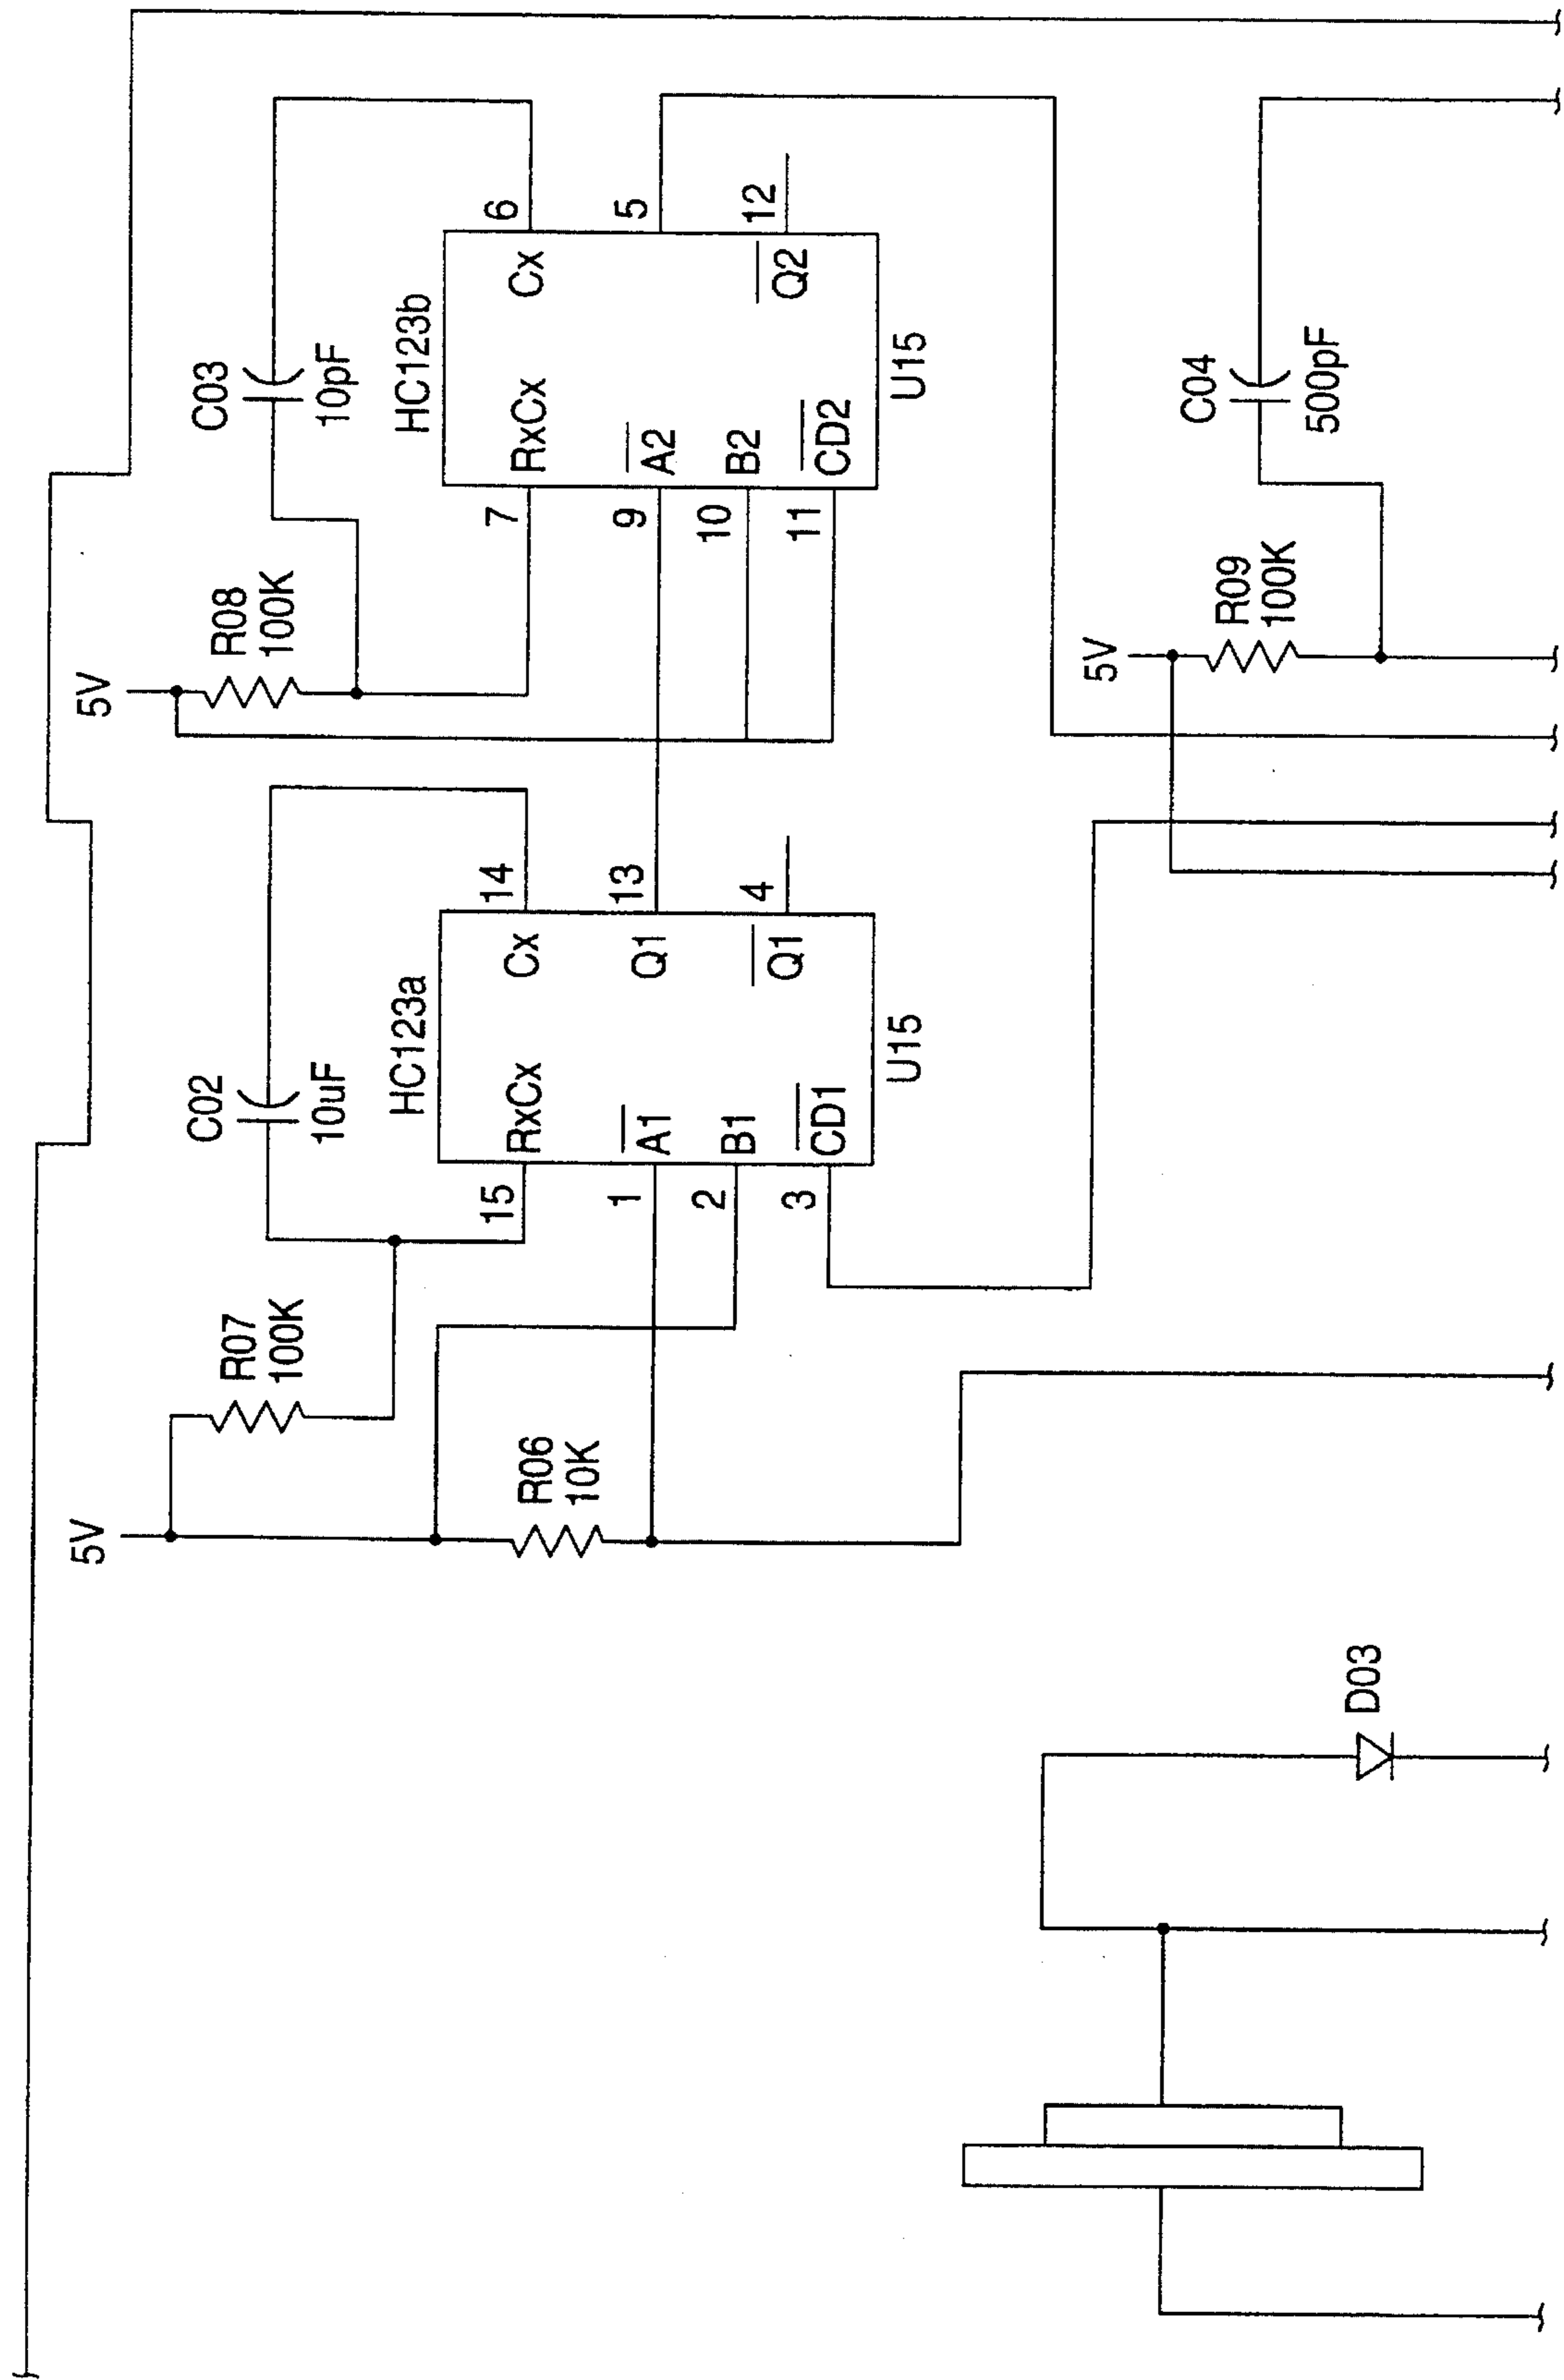 5V
R07
100K
R06
10K
C02
10uF
HC123a
15
RxCx
Cx
14
1
A1
Q1
13
2
B1
3
CD1
Q1
4
U15
5V
R08
100K
C03
10pF
HC123b
7
RxCx
Cx
6
9
A2
5
10
B2
11
CD2
Q2
12
U15
5V
R09
100K
C04
500pF
D03